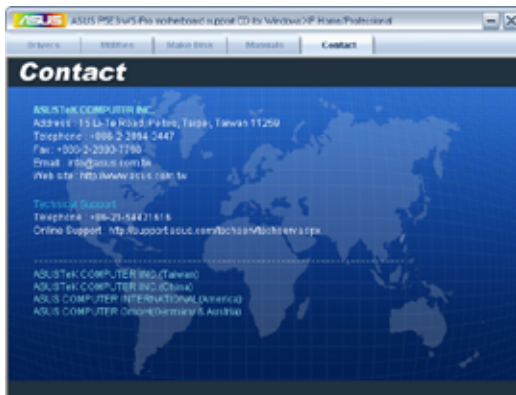 ASUS ASUS P5E3 WS Pro motherboard support CD for Windows XP Home/Professional
Drivers Utilities Make Disk Manuals Contact
Contact
ASUSTeK COMPUTER INC.
Address : 15 Li-Te Road, Peitou, Taipei, Taiwan 11259
Telephone : +886-2-2894-3447
Fax : +886-2-2890-7798
Email : info@asus.com.tw
Web site : http://www.asus.com.tw
Technical Support
Telephone : +86-21-54421616
Online Support : http://support.asus.com/techserv/techserv.aspx
ASUSTeK COMPUTER INC.(Taiwan)
ASUSTeK COMPUTER INC.(China)
ASUS COMPUTER INTERNATIONAL(America)
ASUS COMPUTER GmbH(Germany & Austria)